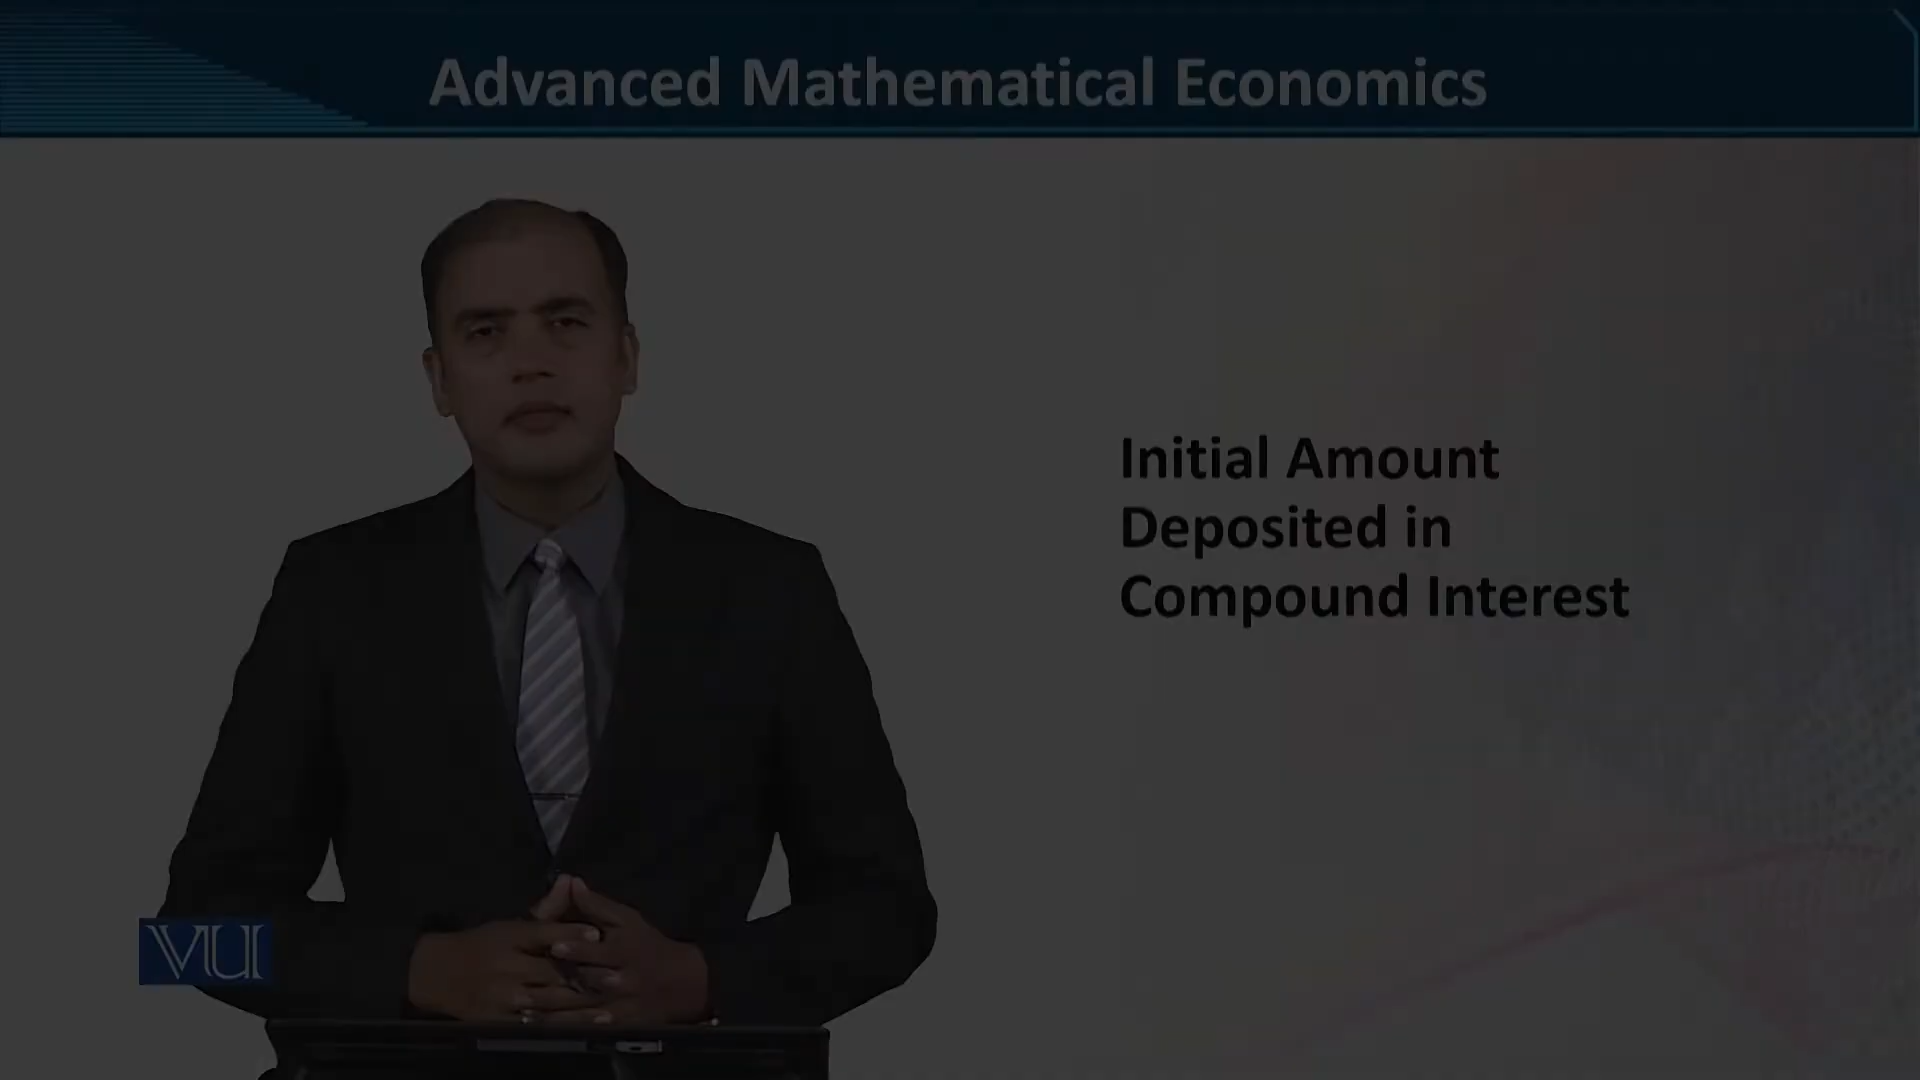 Advanced Mathematical Economics
Initial Amount
Deposited in
Compound Interest
VU